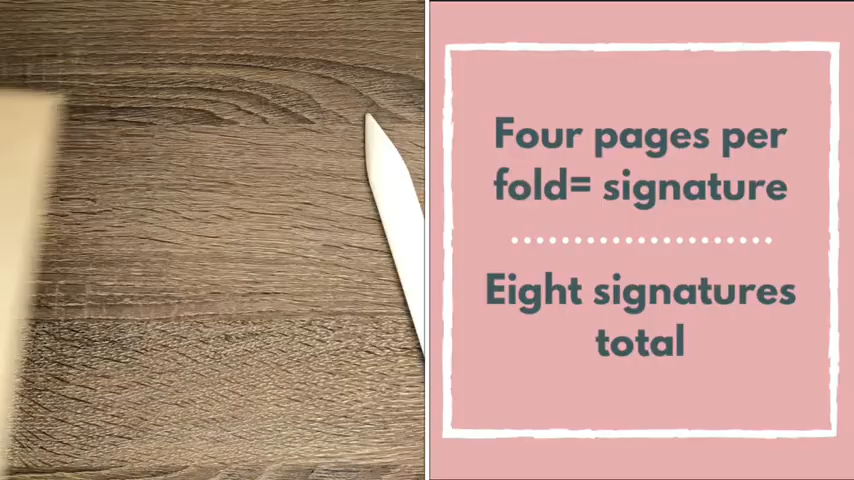 Four pages per
fold= signature
Eight signatures
total